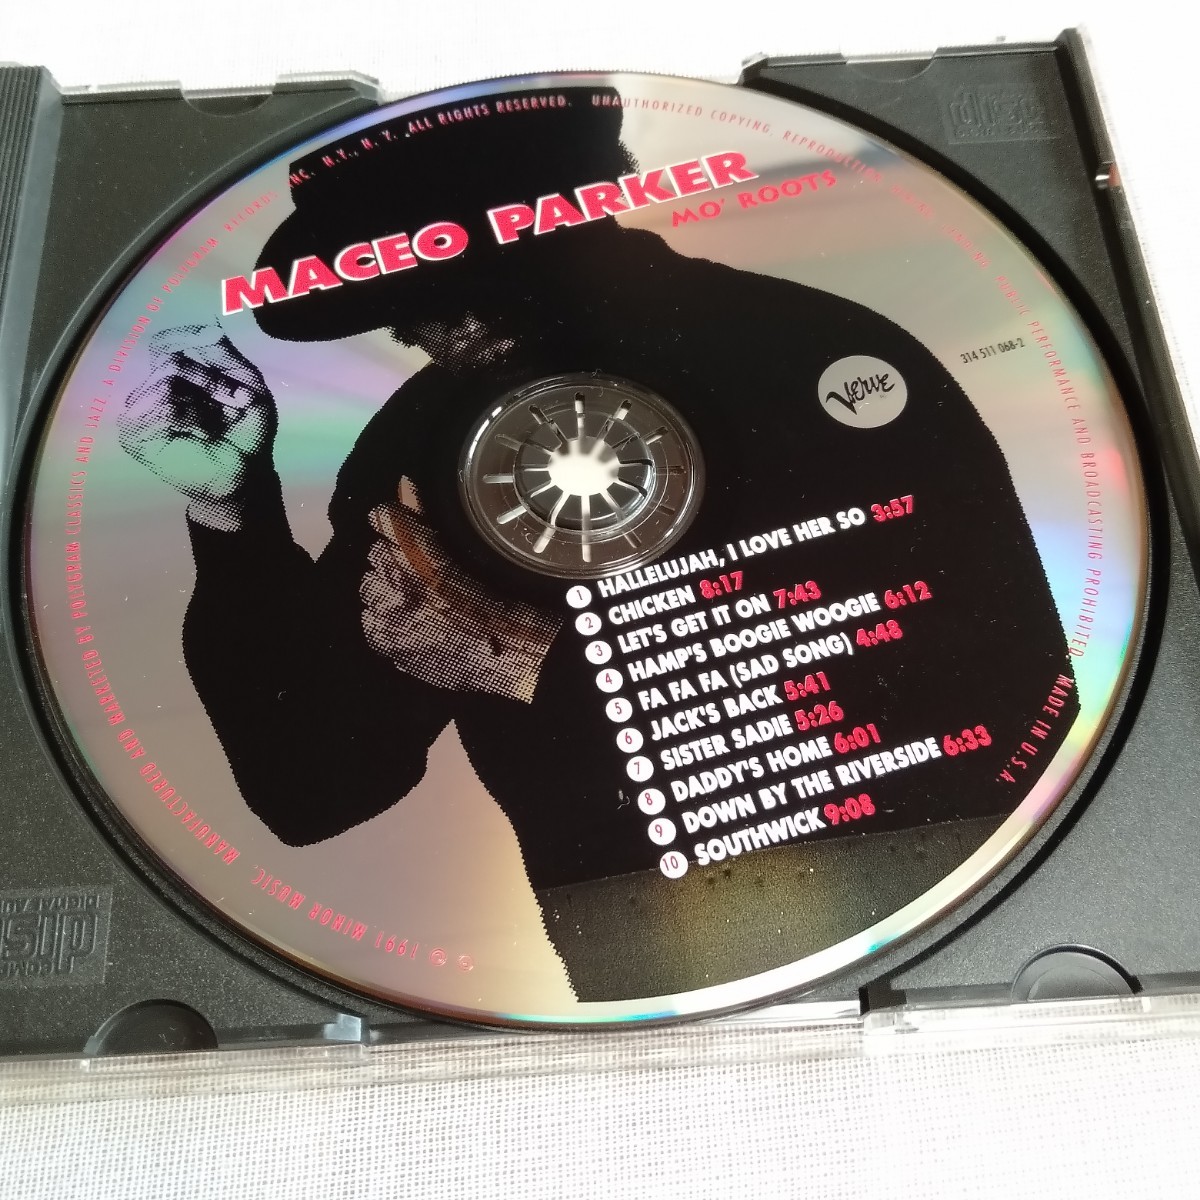 MACEO PARKER
MO' ROOTS
314 511 068-2
VERVE
1 HALLELUJAH, I LOVE HER SO 3:57
2 CHICKEN 8:17
3 LET'S GET IT ON 7:43
4 HAMP'S BOOGIE WOOGIE 6:12
5 FA FA FA (SAD SONG) 4:48
6 JACK'S BACK 5:41
7 SISTER SADIE 5:26
8 DADDY'S HOME 6:01
9 DOWN BY THE RIVERSIDE 6:33
10 SOUTHWICK 9:08
℗ © 1991 MINOR MUSIC. MANUFACTURED AND MARKETED BY POLYGRAM CLASSICS AND JAZZ, A DIVISION OF POLYGRAM RECORDS, INC. N.Y., N.Y. ALL RIGHTS RESERVED. UNAUTHORIZED COPYING, REPRODUCTION, PUBLIC PERFORMANCE AND BROADCASTING PROHIBITED. MADE IN U.S.A.
disc
disc